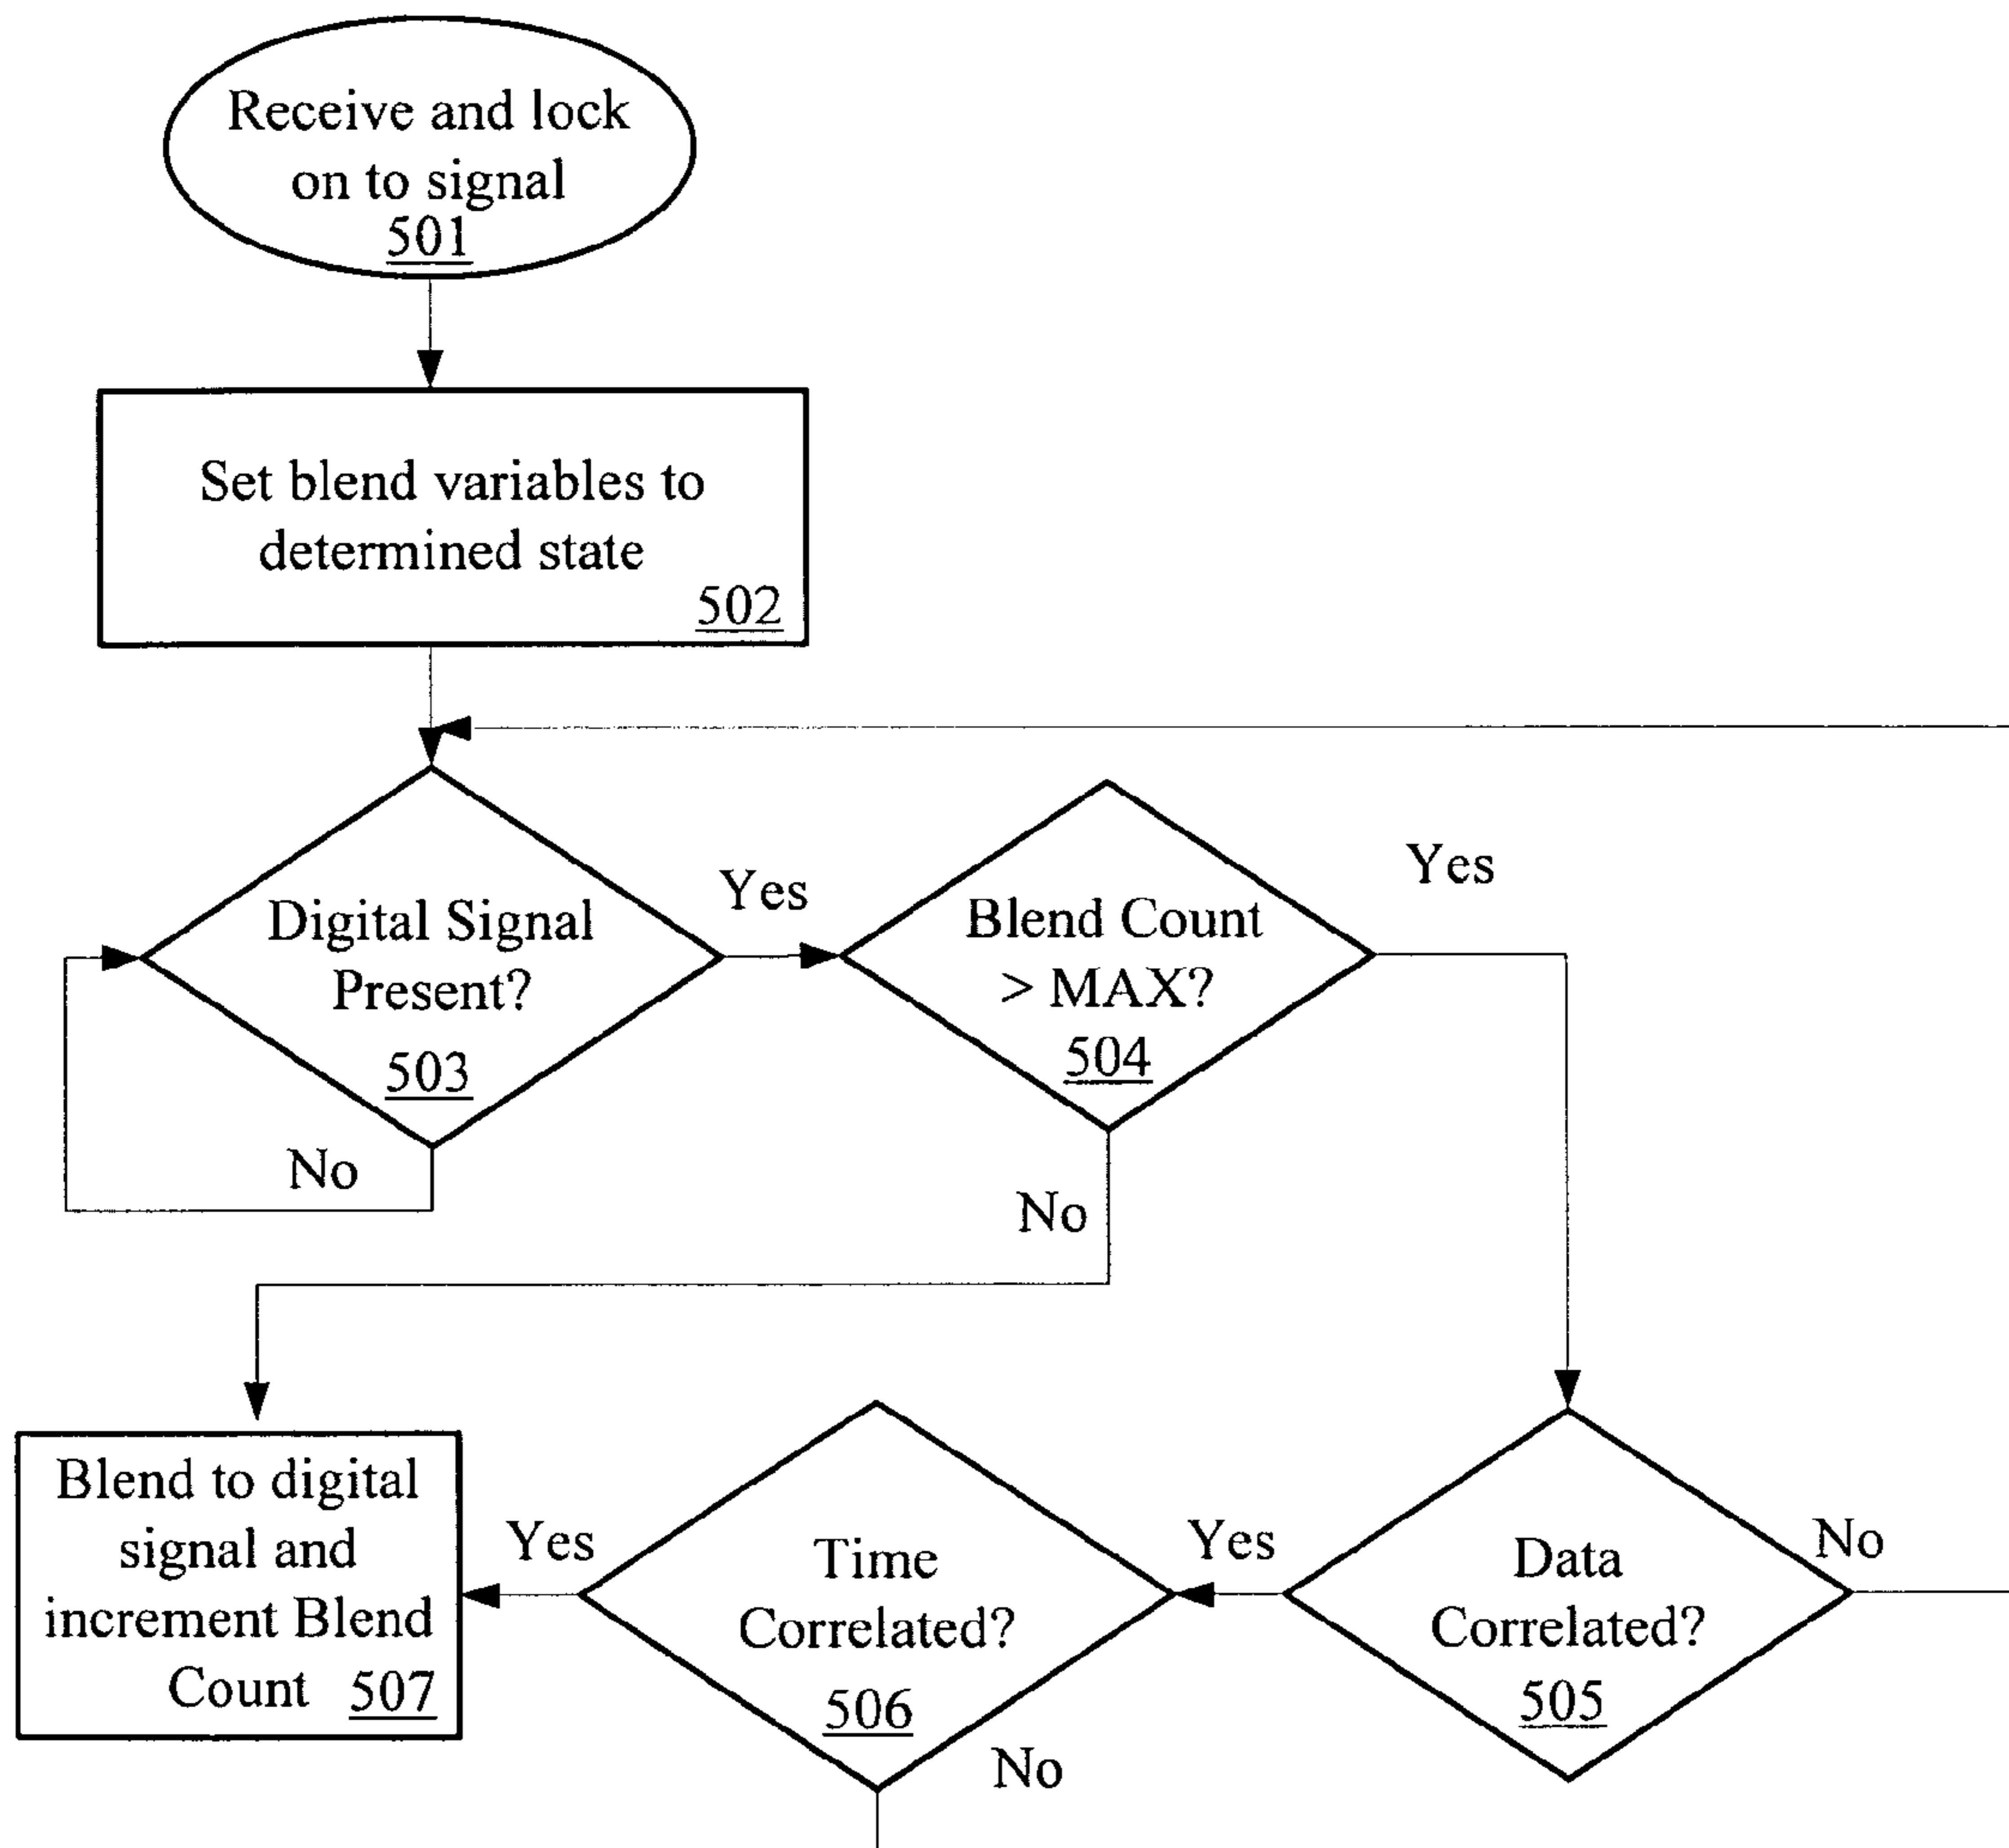 Receive and lock
on to signal
501
Set blend variables to
determined state
502
Digital Signal
Present?
503
Yes
No
Blend Count
> MAX?
504
Yes
No
Data
Correlated?
505
No
Yes
Time
Correlated?
506
No
Yes
Blend to digital
signal and
increment Blend
Count 507